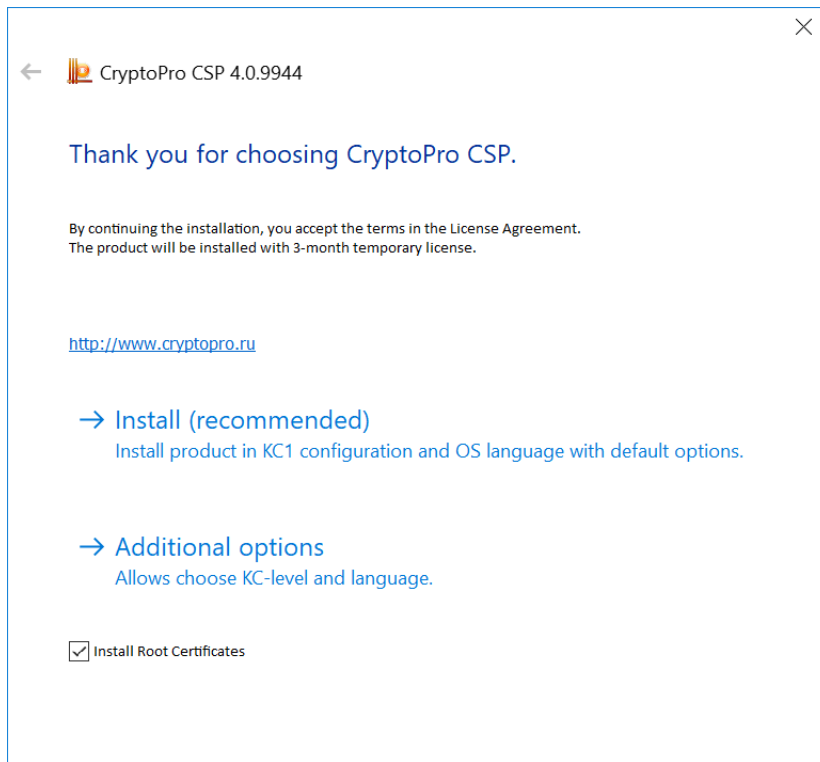 CryptoPro CSP 4.0.9944
Thank you for choosing CryptoPro CSP.
By continuing the installation, you accept the terms in the License Agreement.
The product will be installed with 3-month temporary license.
http://www.cryptopro.ru
Install (recommended)
Install product in KC1 configuration and OS language with default options.
Additional options
Allows choose KC-level and language.
Install Root Certificates